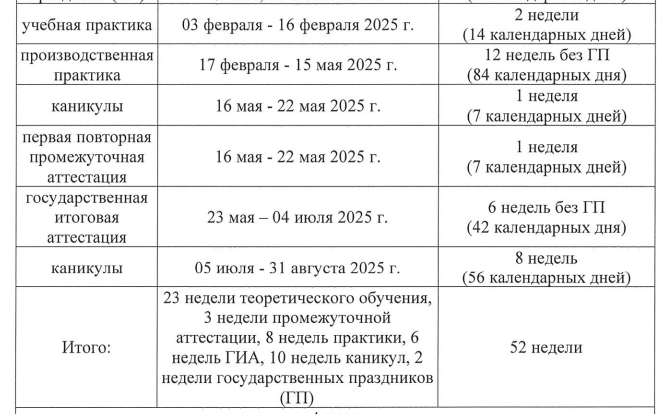 учебная практика
03 февраля - 16 февраля 2025 г.
2 недели
(14 календарных дней)
производственная
практика
17 февраля - 15 мая 2025 г.
12 недель без ГП
(84 календарных дня)
каникулы
16 мая - 22 мая 2025 г.
1 неделя
(7 календарных дней)
первая повторная
промежуточная
аттестация
16 мая - 22 мая 2025 г.
1 неделя
(7 календарных дней)
государственная
итоговая
аттестация
23 мая – 04 июля 2025 г.
6 недель без ГП
(42 календарных дня)
каникулы
05 июля - 31 августа 2025 г.
8 недель
(56 календарных дней)
Итого:
23 недели теоретического обучения,
3 недели промежуточной
аттестации, 8 недель практики, 6
недель ГИА, 10 недель каникул, 2
недели государственных праздников
(ГП)
52 недели